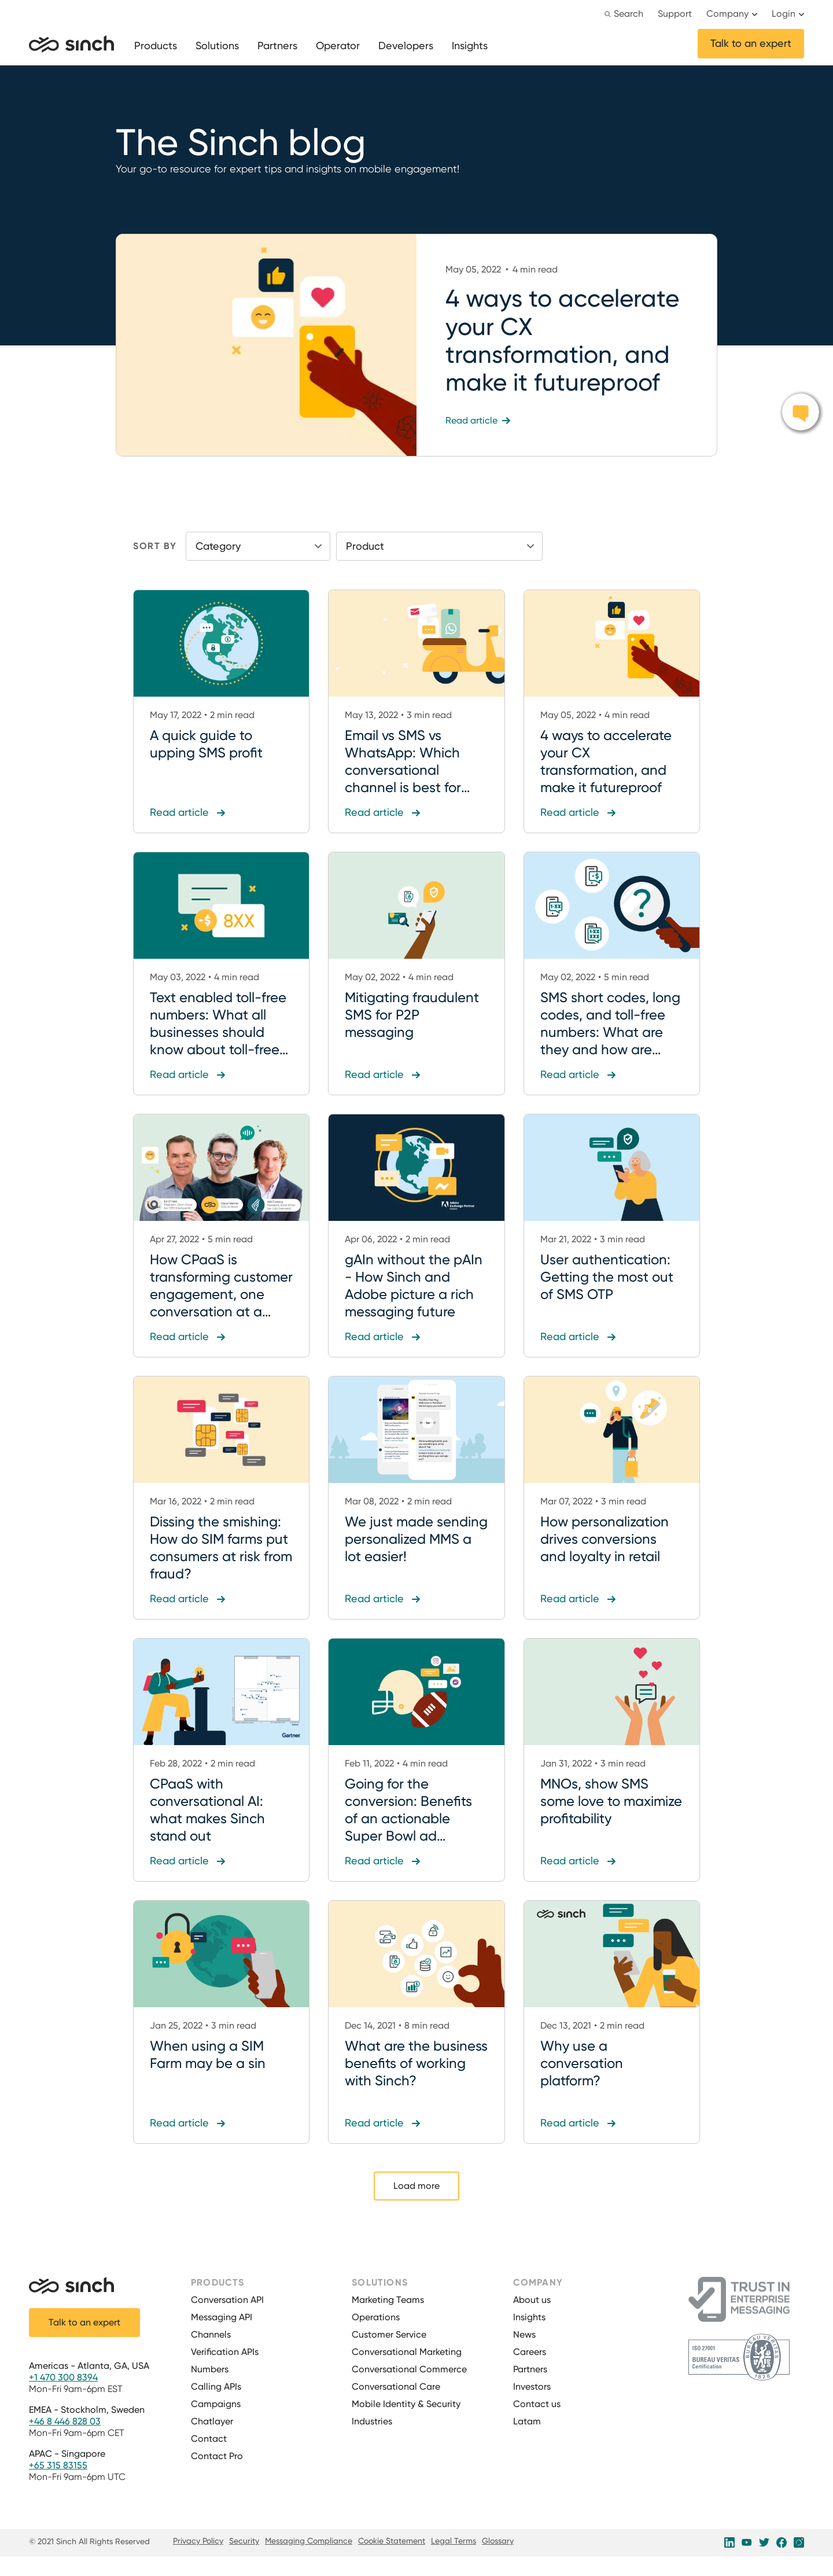 Search Support Company Login
sinch Products Solutions Partners Operator Developers Insights Talk to an expert
The Sinch blog
Your go-to resource for expert tips and insights on mobile engagement!
May 05, 2022 • 4 min read
4 ways to accelerate
your CX
transformation, and
make it futureproof
Read article
SORT BY Category Product
May 17, 2022 • 2 min read
A quick guide to
upping SMS profit
Read article
May 13, 2022 • 3 min read
Email vs SMS vs
WhatsApp: Which
conversational
channel is best for...
Read article
May 05, 2022 • 4 min read
4 ways to accelerate
your CX
transformation, and
make it futureproof
Read article
8XX
May 03, 2022 • 4 min read
Text enabled toll-free
numbers: What all
businesses should
know about toll-free...
Read article
May 02, 2022 • 4 min read
Mitigating fraudulent
SMS for P2P
messaging
Read article
?
May 02, 2022 • 5 min read
SMS short codes, long
codes, and toll-free
numbers: What are
they and how are...
Read article
Apr 27, 2022 • 5 min read
How CPaaS is
transforming customer
engagement, one
conversation at a...
Read article
Apr 06, 2022 • 2 min read
gAIn without the pAIn
- How Sinch and
Adobe picture a rich
messaging future
Read article
Mar 21, 2022 • 3 min read
User authentication:
Getting the most out
of SMS OTP
Read article
Mar 16, 2022 • 2 min read
Dissing the smishing:
How do SIM farms put
consumers at risk from
fraud?
Read article
Mar 08, 2022 • 2 min read
We just made sending
personalized MMS a
lot easier!
Read article
Mar 07, 2022 • 3 min read
How personalization
drives conversions
and loyalty in retail
Read article
Gartner
Feb 28, 2022 • 2 min read
CPaaS with
conversational AI:
what makes Sinch
stand out
Read article
Feb 11, 2022 • 4 min read
Going for the
conversion: Benefits
of an actionable
Super Bowl ad...
Read article
Jan 31, 2022 • 3 min read
MNOs, show SMS
some love to maximize
profitability
Read article
Jan 25, 2022 • 3 min read
When using a SIM
Farm may be a sin
Read article
Dec 14, 2021 • 8 min read
What are the business
benefits of working
with Sinch?
Read article
sinch
Dec 13, 2021 • 2 min read
Why use a
conversation
platform?
Read article
Load more
sinch
Talk to an expert
Americas - Atlanta, GA, USA
+1 470 300 8394
Mon-Fri 9am-6pm EST
EMEA - Stockholm, Sweden
+46 8 446 828 03
Mon-Fri 9am-6pm CET
APAC - Singapore
+65 315 83155
Mon-Fri 9am-6pm UTC
PRODUCTS
Conversation API
Messaging API
Channels
Verification APIs
Numbers
Calling APIs
Campaigns
Chatlayer
Contact
Contact Pro
SOLUTIONS
Marketing Teams
Operations
Customer Service
Conversational Marketing
Conversational Commerce
Conversational Care
Mobile Identity & Security
Industries
COMPANY
About us
Insights
News
Careers
Partners
Investors
Contact us
Latam
TRUST IN
ENTERPRISE
MESSAGING
ISO 27001
BUREAU VERITAS
Certification
© 2021 Sinch All Rights Reserved Privacy Policy Security Messaging Compliance Cookie Statement Legal Terms Glossary